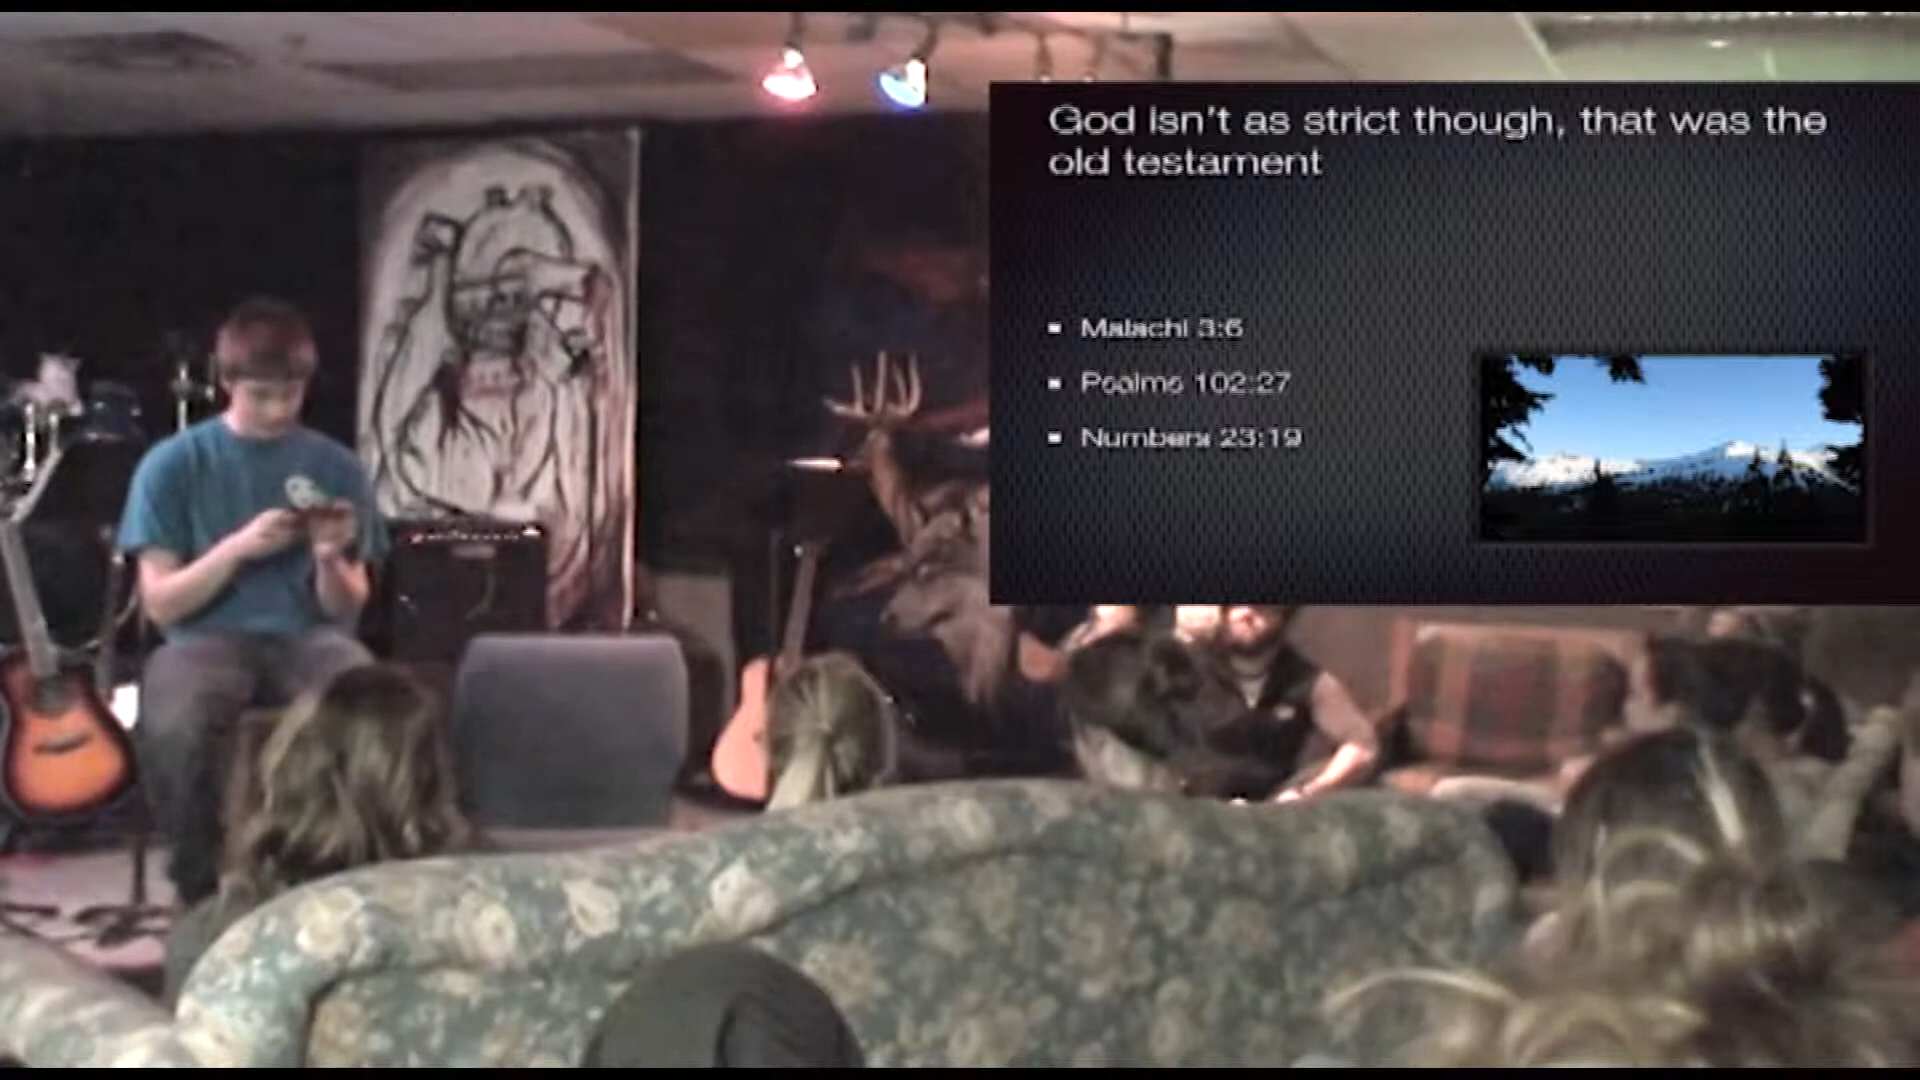 God isn't as strict though, that was the
old testament
▪ Malachi 3:6
▪ Psalms 102:27
▪ Numbers 23:19